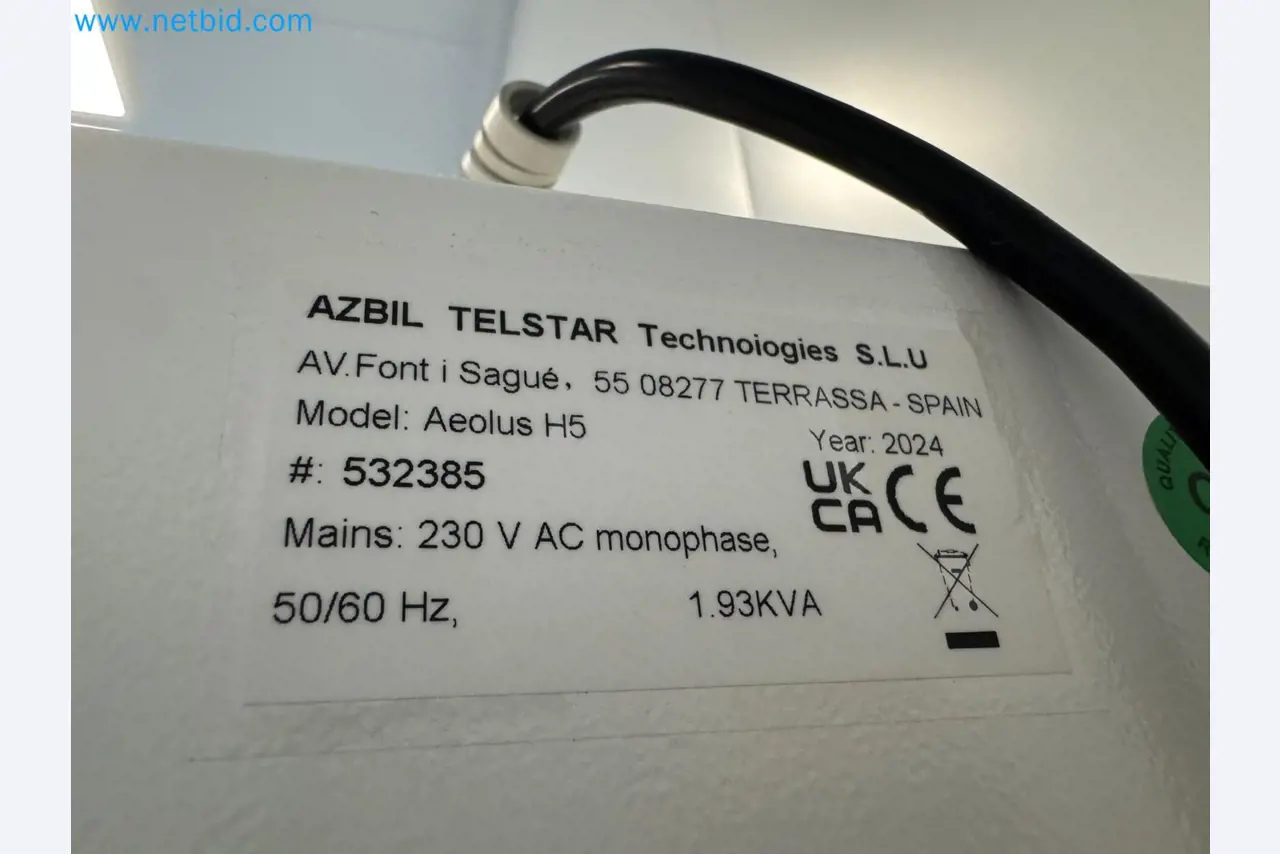 www.netbid.com
AZBIL TELSTAR Technoiogies S.L.U
AV.Font i Sagué, 55 08277 TERRASSA - SPAIN
Model: Aeolus H5
Year: 2024
#: 532385
UK
CA CE
Mains: 230 V AC monophase,
50/60 Hz, 1.93KVA